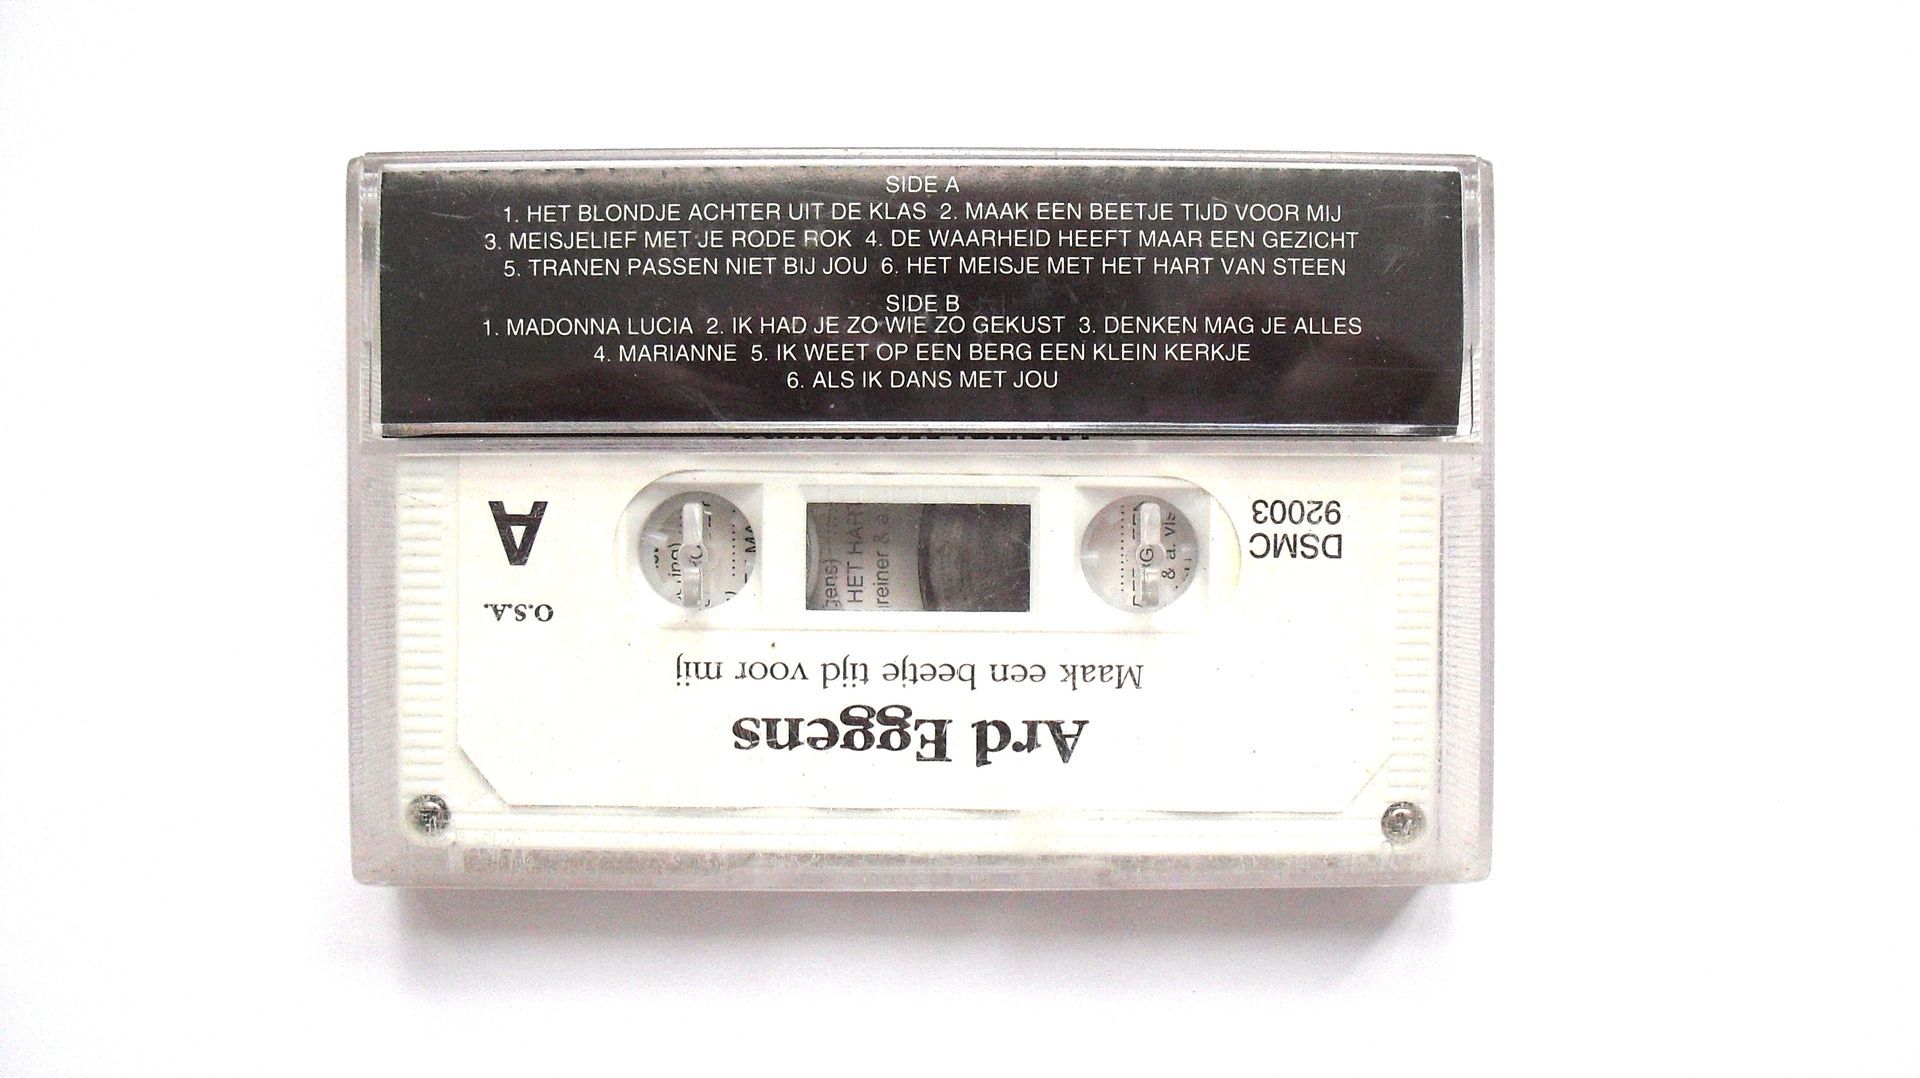 SIDE A
1. HET BLONDJE ACHTER UIT DE KLAS 2. MAAK EEN BEETJE TIJD VOOR MIJ
3. MEISJELIEF MET JE RODE ROK 4. DE WAARHEID HEEFT MAAR EEN GEZICHT
5. TRANEN PASSEN NIET BIJ JOU 6. HET MEISJE MET HET HART VAN STEEN
SIDE B
1. MADONNA LUCIA 2. IK HAD JE ZO WIE ZO GEKUST 3. DENKEN MAG JE ALLES
4. MARIANNE 5. IK WEET OP EEN BERG EEN KLEIN KERKJE
6. ALS IK DANS MET JOU
Ard Eggens
Maak een beetje tijd voor mij
O.S.A.
A
DSMC
92003
gens)
HET HAR
reiner & a